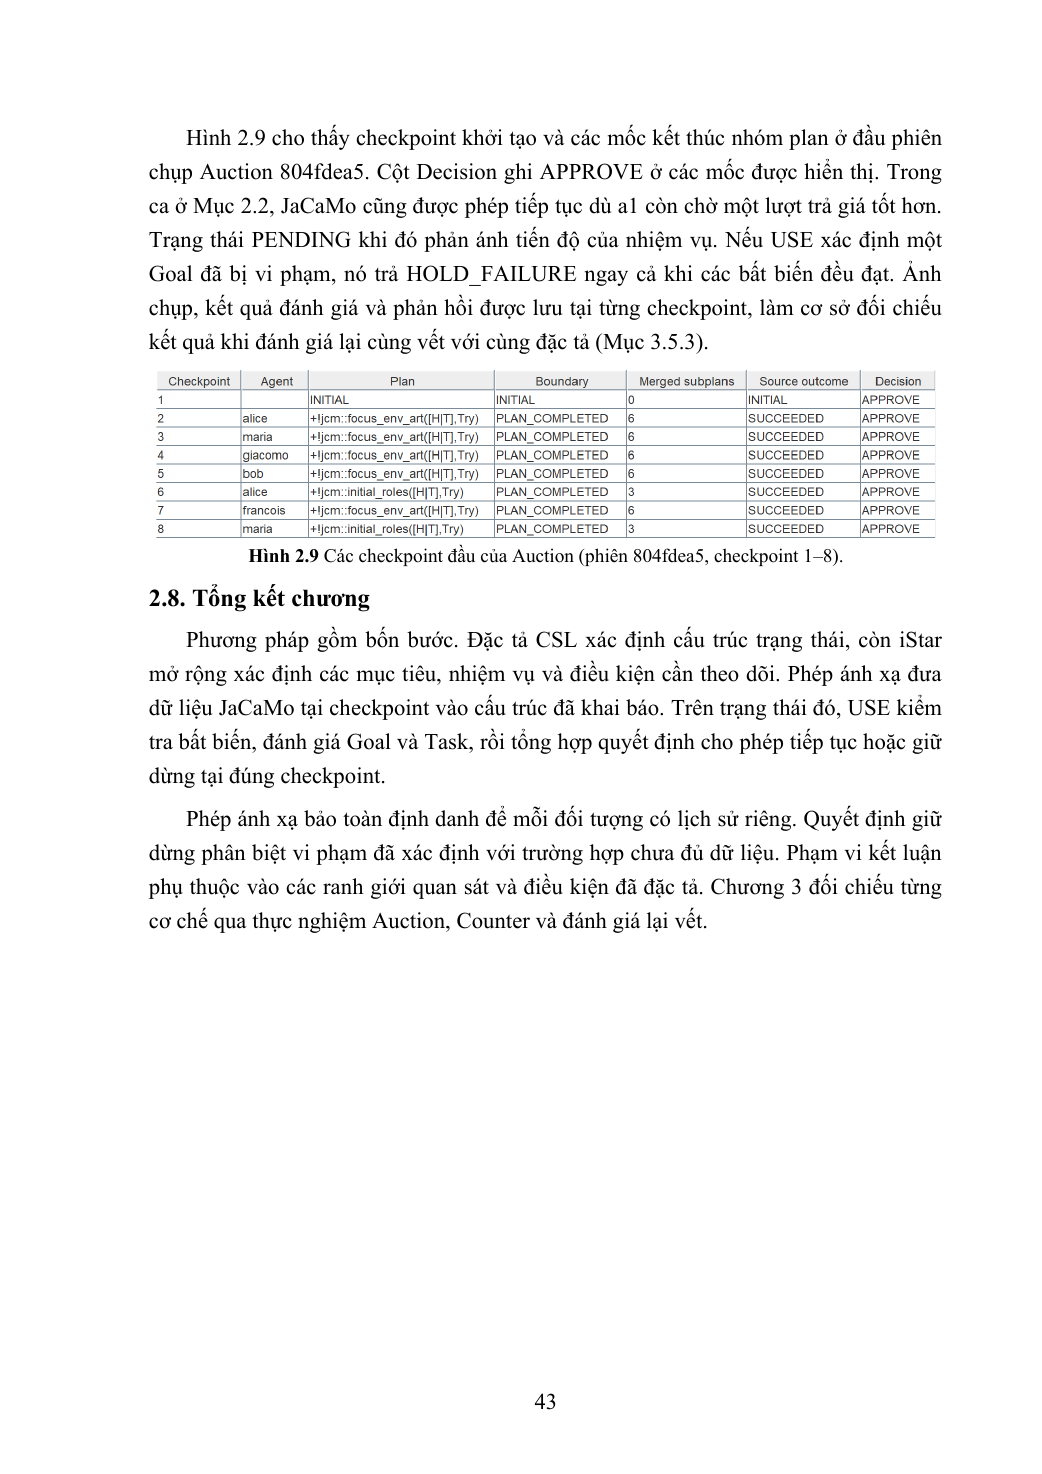 Hình 2.9 cho thấy checkpoint khởi tạo và các mốc kết thúc nhóm plan ở đầu phiên
chụp Auction 804fdea5. Cột Decision ghi APPROVE ở các mốc được hiển thị. Trong
ca ở Mục 2.2, JaCaMo cũng được phép tiếp tục dù a1 còn chờ một lượt trả giá tốt hơn.
Trạng thái PENDING khi đó phản ánh tiến độ của nhiệm vụ. Nếu USE xác định một
Goal đã bị vi phạm, nó trả HOLD_FAILURE ngay cả khi các bất biến đều đạt. Ảnh
chụp, kết quả đánh giá và phản hồi được lưu tại từng checkpoint, làm cơ sở đối chiếu
kết quả khi đánh giá lại cùng vết với cùng đặc tả (Mục 3.5.3).
Checkpoint Agent Plan Boundary Merged subplans Source outcome Decision
1 INITIAL INITIAL 0 INITIAL APPROVE
2 alice +!jcm::focus_env_art([H|T],Try) PLAN_COMPLETED 6 SUCCEEDED APPROVE
3 maria +!jcm::focus_env_art([H|T],Try) PLAN_COMPLETED 6 SUCCEEDED APPROVE
4 giacomo +!jcm::focus_env_art([H|T],Try) PLAN_COMPLETED 6 SUCCEEDED APPROVE
5 bob +!jcm::focus_env_art([H|T],Try) PLAN_COMPLETED 6 SUCCEEDED APPROVE
6 alice +!jcm::initial_roles([H|T],Try) PLAN_COMPLETED 3 SUCCEEDED APPROVE
7 francois +!jcm::focus_env_art([H|T],Try) PLAN_COMPLETED 6 SUCCEEDED APPROVE
8 maria +!jcm::initial_roles([H|T],Try) PLAN_COMPLETED 3 SUCCEEDED APPROVE
Hình 2.9 Các checkpoint đầu của Auction (phiên 804fdea5, checkpoint 1–8).
2.8. Tổng kết chương
Phương pháp gồm bốn bước. Đặc tả CSL xác định cấu trúc trạng thái, còn iStar
mở rộng xác định các mục tiêu, nhiệm vụ và điều kiện cần theo dõi. Phép ánh xạ đưa
dữ liệu JaCaMo tại checkpoint vào cấu trúc đã khai báo. Trên trạng thái đó, USE kiểm
tra bất biến, đánh giá Goal và Task, rồi tổng hợp quyết định cho phép tiếp tục hoặc giữ
dừng tại đúng checkpoint.
Phép ánh xạ bảo toàn định danh để mỗi đối tượng có lịch sử riêng. Quyết định giữ
dừng phân biệt vi phạm đã xác định với trường hợp chưa đủ dữ liệu. Phạm vi kết luận
phụ thuộc vào các ranh giới quan sát và điều kiện đã đặc tả. Chương 3 đối chiếu từng
cơ chế qua thực nghiệm Auction, Counter và đánh giá lại vết.
43